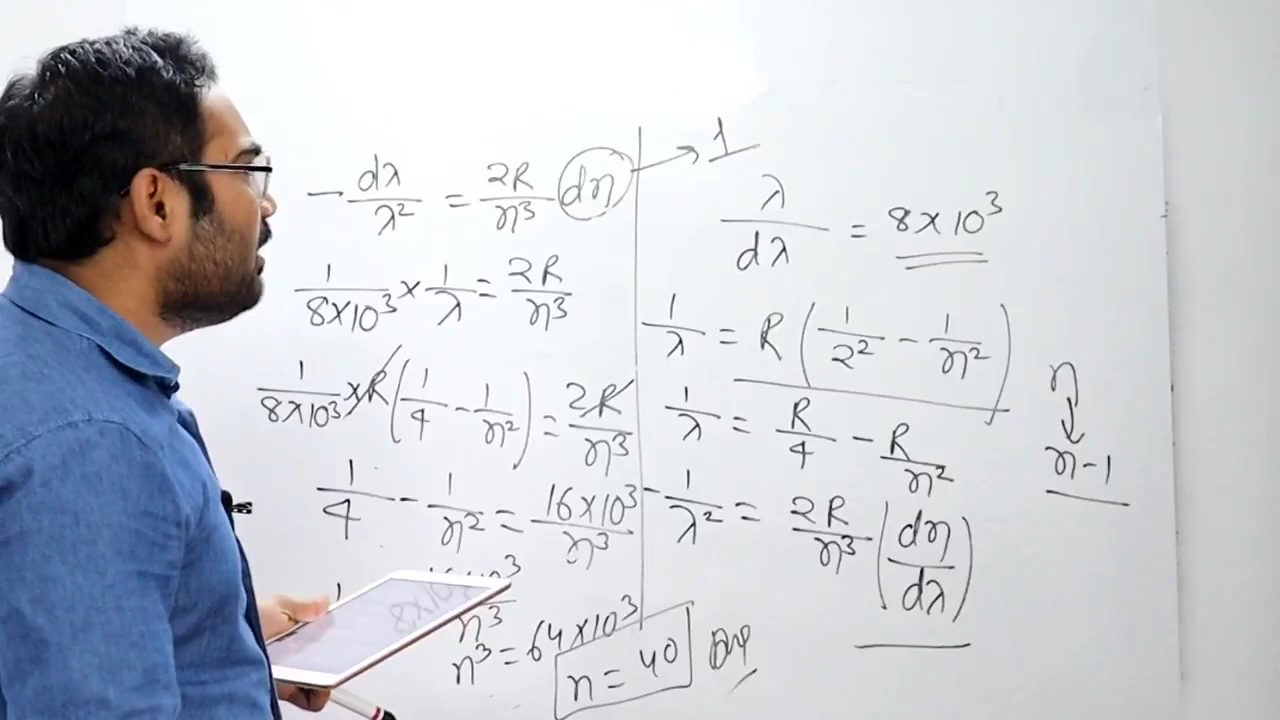 - dλ/λ² = 2R/n³ dn → 1
1/(8×10³) × 1/λ = 2R/n³
1/(8×10³) × R(1/4 - 1/n²) = 2R/n³
1/4 - 1/n² = 16×10³/n³
n³ = 64×10³
n = 40
λ/dλ = 8×10³
1/λ = R(1/2² - 1/n²)
1/λ = R/4 - R/n²
-1/λ² = 2R/n³ (dn/dλ)
n
↓
n-1